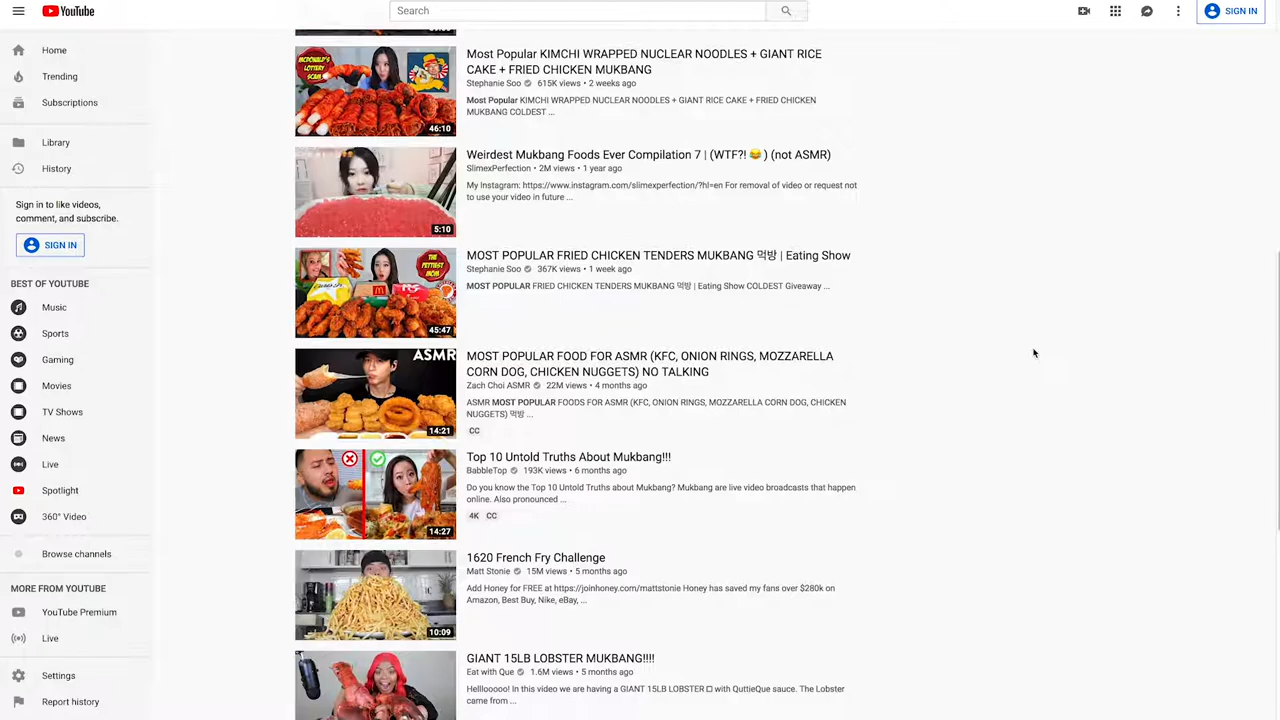 YouTube
Search
SIGN IN
Home
Trending
Subscriptions
Library
History
Sign in to like videos,
comment, and subscribe.
SIGN IN
BEST OF YOUTUBE
Music
Sports
Gaming
Movies
TV Shows
News
Live
Spotlight
360° Video
Browse channels
MORE FROM YOUTUBE
YouTube Premium
Live
Settings
Report history
MCDONALD'S
LOTTERY
SCAM
46:10
Most Popular KIMCHI WRAPPED NUCLEAR NOODLES + GIANT RICE
CAKE + FRIED CHICKEN MUKBANG
Stephanie Soo 615K views • 2 weeks ago
Most Popular KIMCHI WRAPPED NUCLEAR NOODLES + GIANT RICE CAKE + FRIED CHICKEN
MUKBANG COLDEST ...
5:10
Weirdest Mukbang Foods Ever Compilation 7 | (WTF?! 😂 ) (not ASMR)
SlimexPerfection • 2M views • 1 year ago
My Instagram: https://www.instagram.com/slimexperfection/?hl=en For removal of video or request not
to use your video in future ...
THE
PETTIEST
MOM
45:47
MOST POPULAR FRIED CHICKEN TENDERS MUKBANG 먹방 | Eating Show
Stephanie Soo 367K views • 1 week ago
MOST POPULAR FRIED CHICKEN TENDERS MUKBANG 먹방 | Eating Show COLDEST Giveaway ...
ASMR
14:21
MOST POPULAR FOOD FOR ASMR (KFC, ONION RINGS, MOZZARELLA
CORN DOG, CHICKEN NUGGETS) NO TALKING
Zach Choi ASMR 22M views • 4 months ago
ASMR MOST POPULAR FOODS FOR ASMR (KFC, ONION RINGS, MOZZARELLA CORN DOG, CHICKEN
NUGGETS) 먹방 ...
CC
14:27
Top 10 Untold Truths About Mukbang!!!
BabbleTop 193K views • 6 months ago
Do you know the Top 10 Untold Truths about Mukbang? Mukbang are live video broadcasts that happen
online. Also pronounced ...
4K CC
10:09
1620 French Fry Challenge
Matt Stonie 15M views • 5 months ago
Add Honey for FREE at https://joinhoney.com/mattstonie Honey has saved my fans over $280k on
Amazon, Best Buy, Nike, eBay, ...
GIANT 15LB LOBSTER MUKBANG!!!!
Eat with Que 1.6M views • 5 months ago
Hellloooo! In this video we are having a GIANT 15LB LOBSTER □ with QuttieQue sauce. The Lobster
came from ...